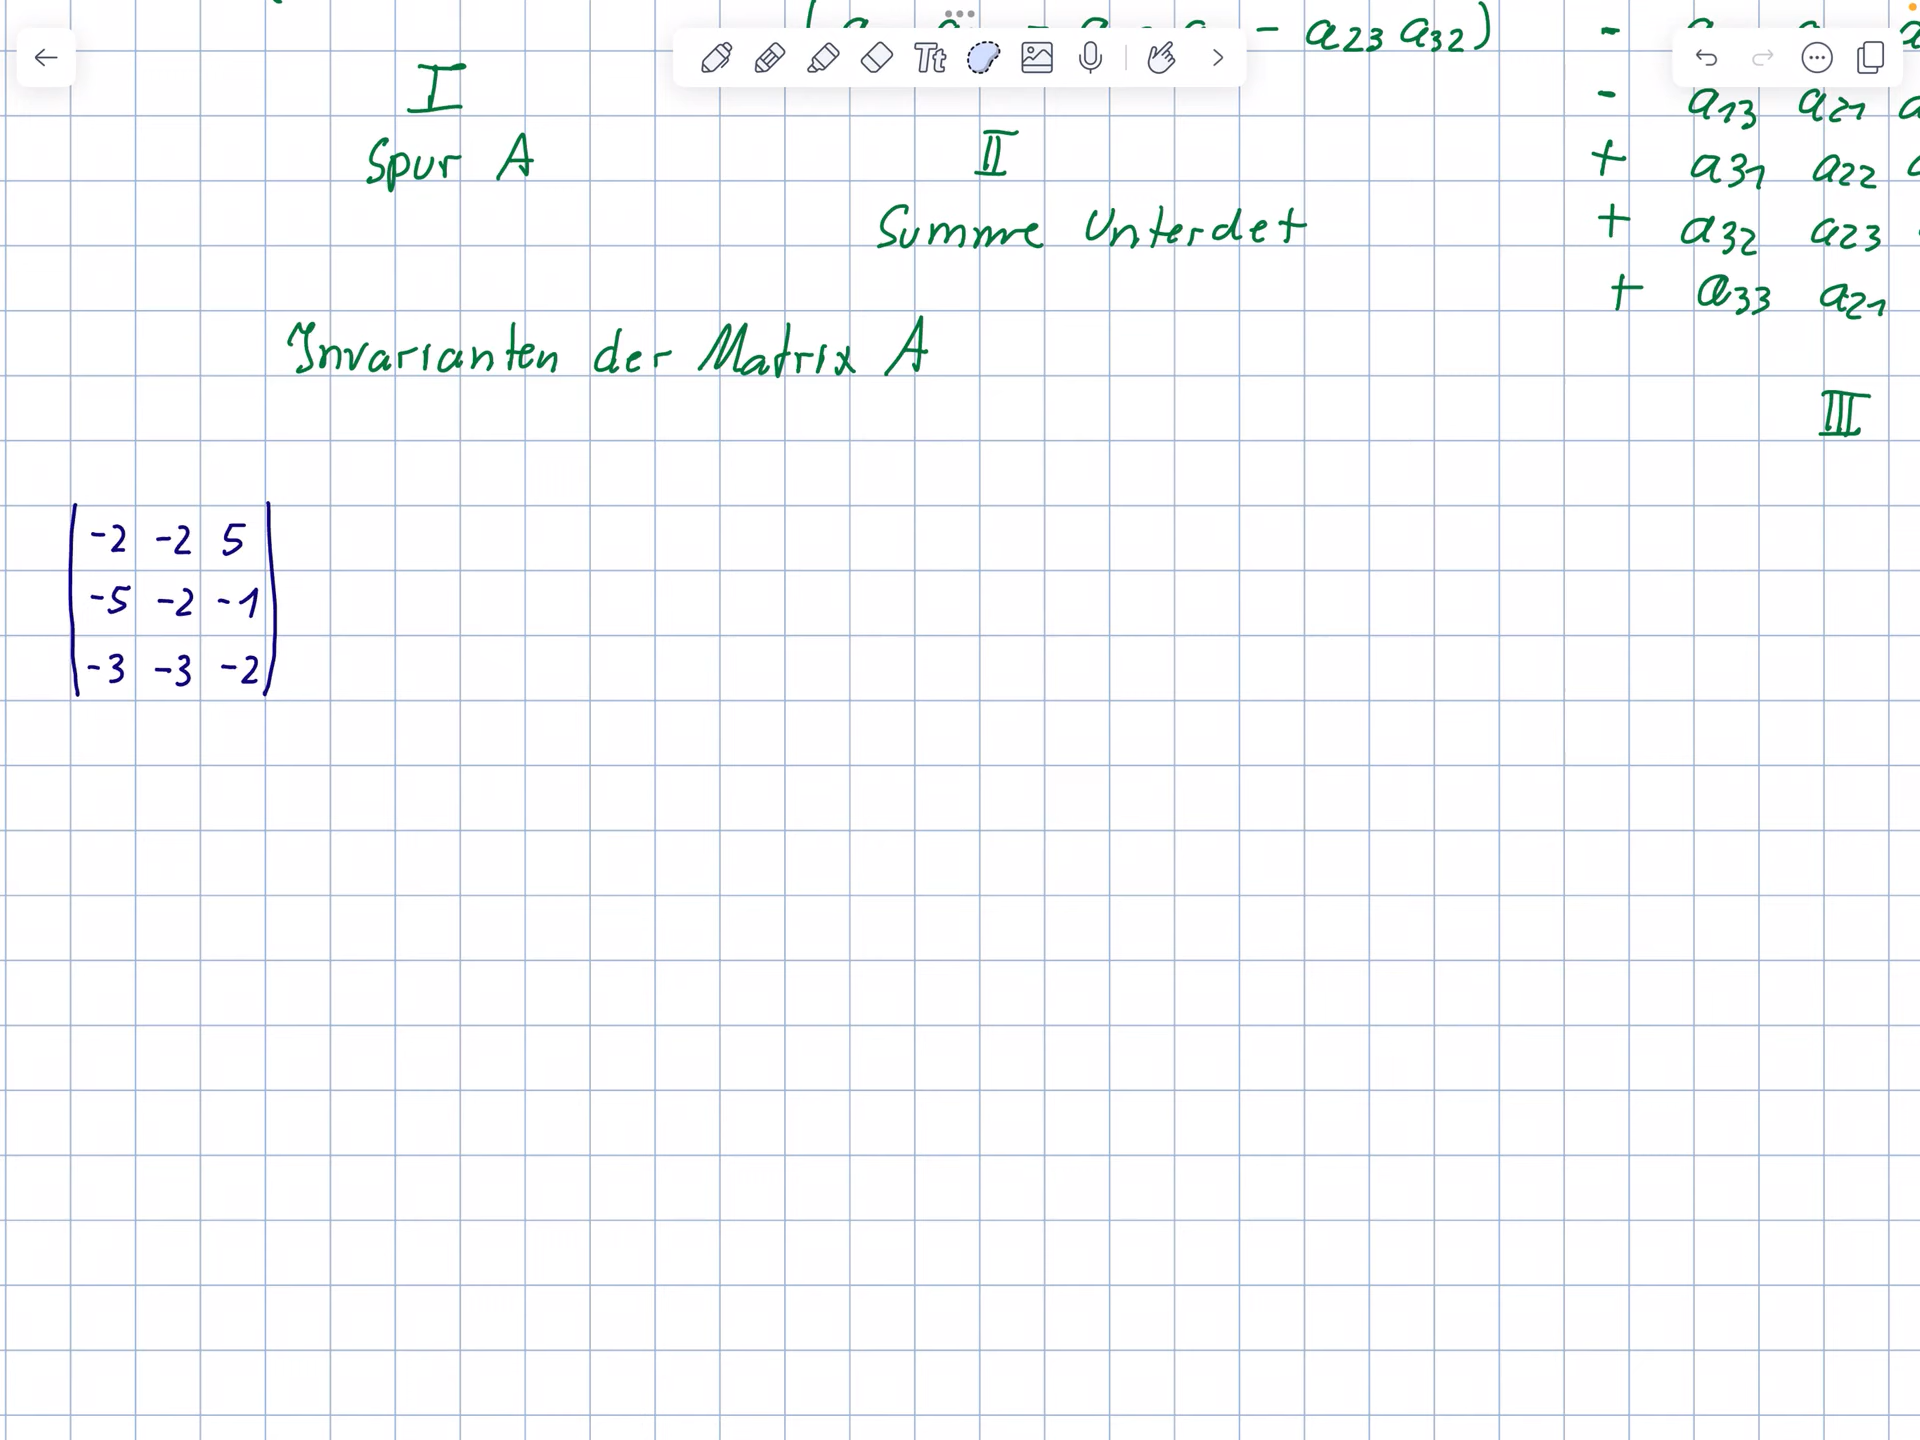 - a23 a32) -
I
Spur A
II
Summe Unterdet
- a13 a21
+ a31 a22
+ a32 a23
+ a33 a21
III
Invarianten der Matrix A
-2 -2 5
-5 -2 -1
-3 -3 -2
Tt